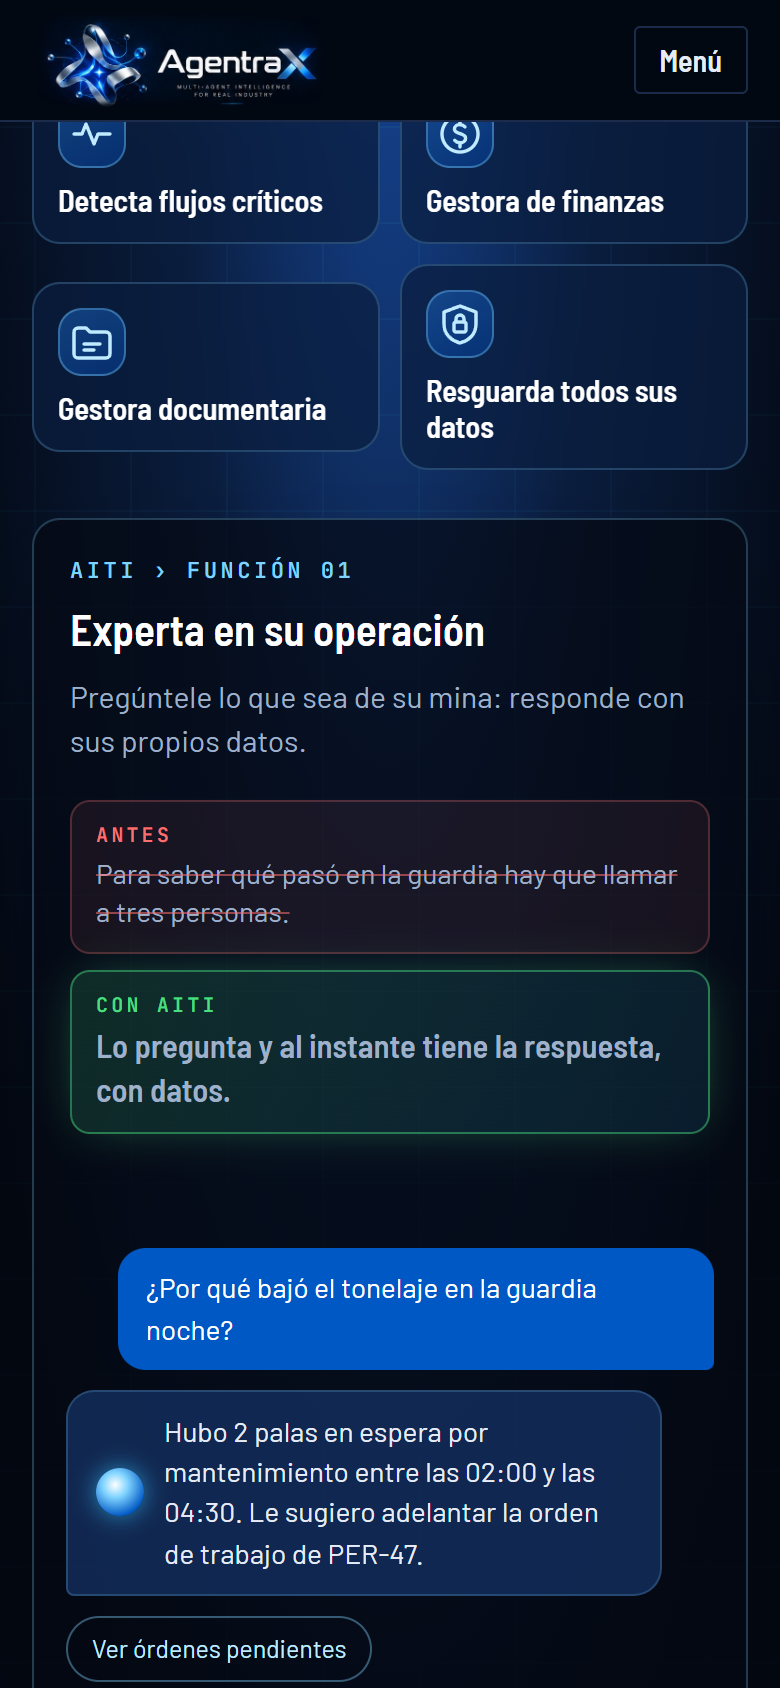 AgentraX
MULTI-AGENT INTELLIGENCE
FOR REAL INDUSTRY
Menú
Detecta flujos críticos
Gestora de finanzas
Gestora documentaria
Resguarda todos sus
datos
AITI › FUNCIÓN 01
Experta en su operación
Pregúntele lo que sea de su mina: responde con
sus propios datos.
ANTES
Para saber qué pasó en la guardia hay que llamar
a tres personas.
CON AITI
Lo pregunta y al instante tiene la respuesta,
con datos.
¿Por qué bajó el tonelaje en la guardia
noche?
Hubo 2 palas en espera por
mantenimiento entre las 02:00 y las
04:30. Le sugiero adelantar la orden
de trabajo de PER-47.
Ver órdenes pendientes